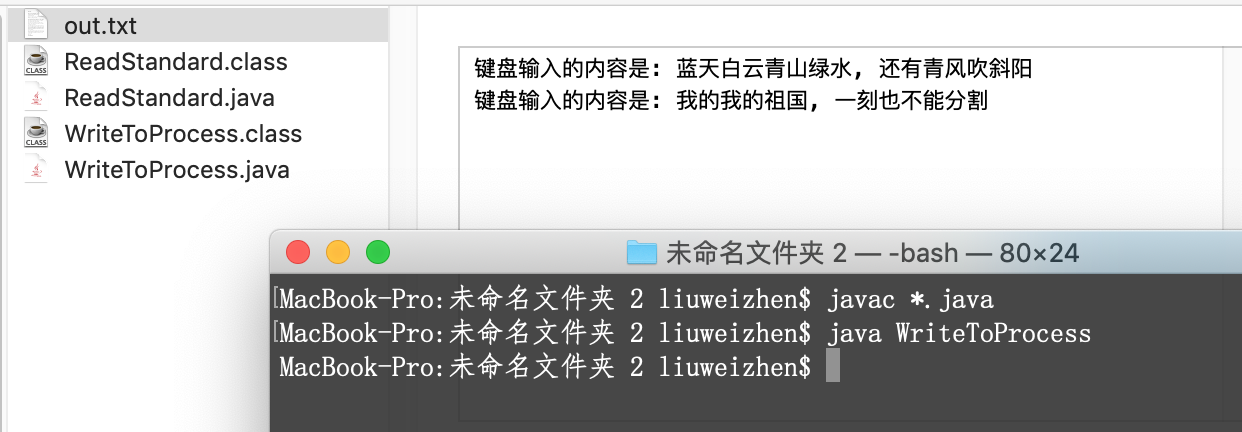 out.txt
ReadStandard.class
ReadStandard.java
WriteToProcess.class
WriteToProcess.java
键盘输入的内容是: 蓝天白云青山绿水, 还有青风吹斜阳
键盘输入的内容是: 我的我的祖国, 一刻也不能分割
未命名文件夹 2 — -bash — 80×24
[MacBook-Pro:未命名文件夹 2 liuweizhen$ javac *.java
[MacBook-Pro:未命名文件夹 2 liuweizhen$ java WriteToProcess
MacBook-Pro:未命名文件夹 2 liuweizhen$